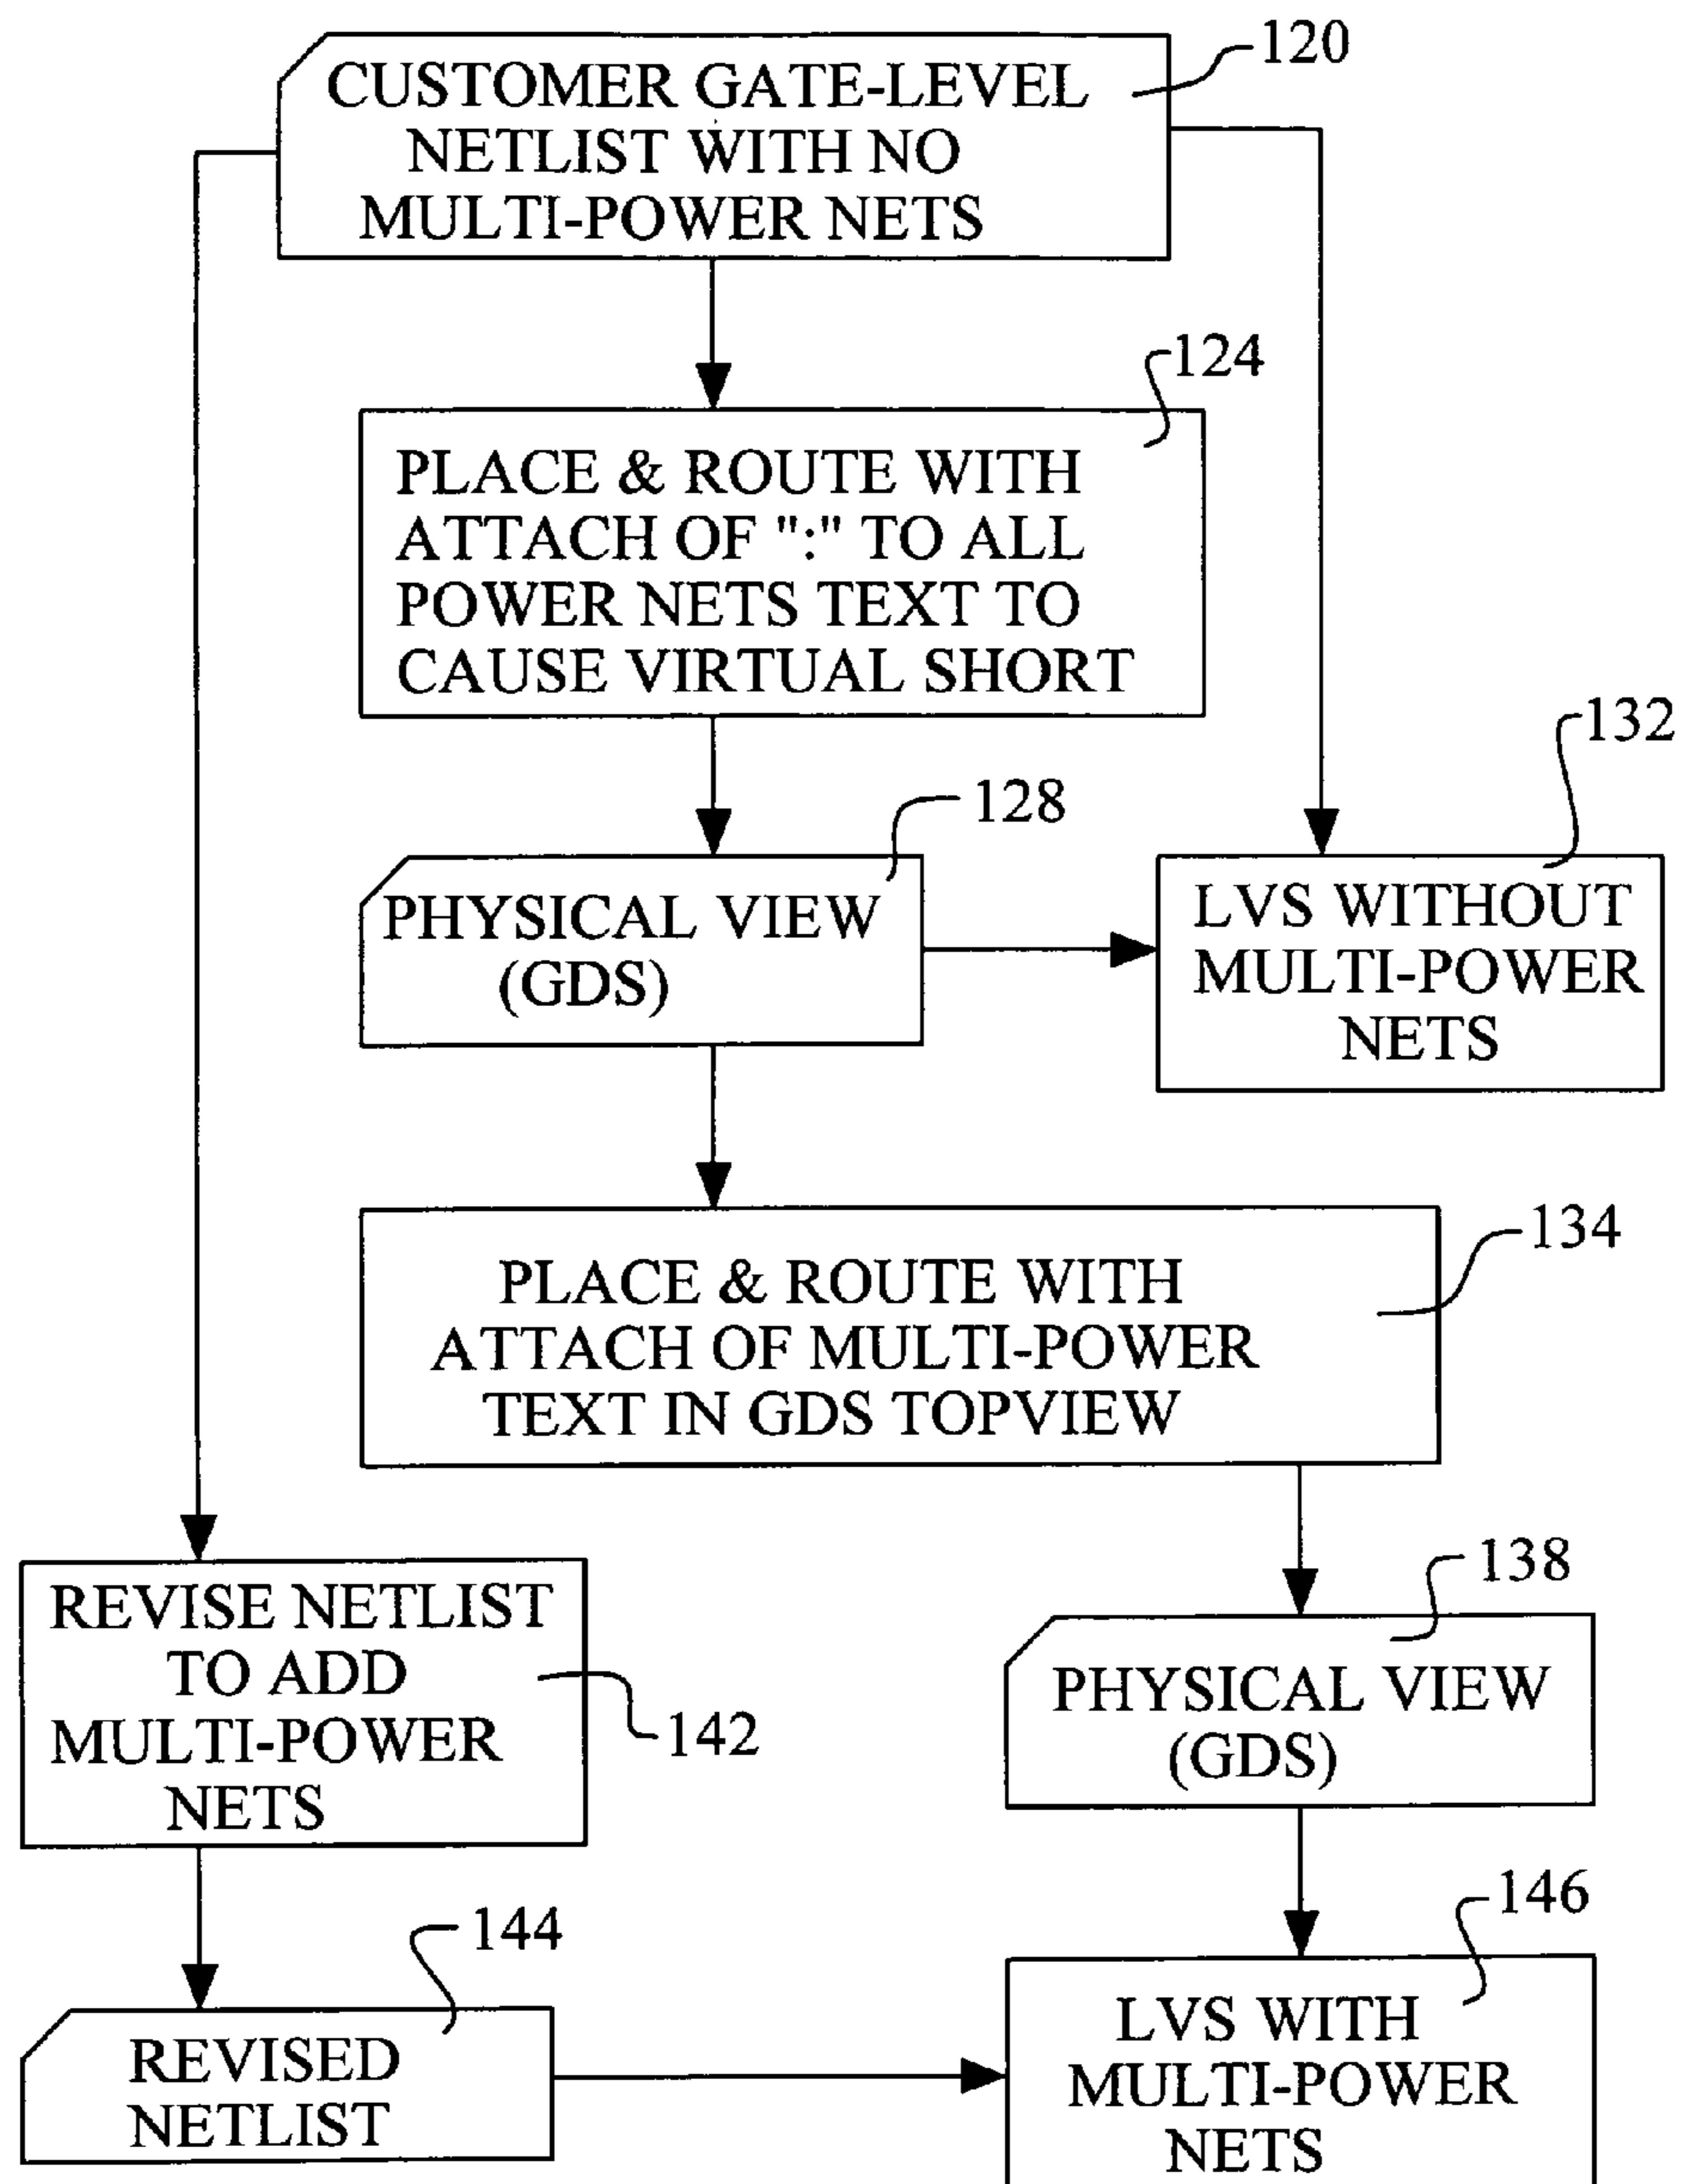 120
CUSTOMER GATE-LEVEL
NETLIST WITH NO
MULTI-POWER NETS
124
PLACE & ROUTE WITH
ATTACH OF ":" TO ALL
POWER NETS TEXT TO
CAUSE VIRTUAL SHORT
132
128
PHYSICAL VIEW
(GDS)
LVS WITHOUT
MULTI-POWER
NETS
134
PLACE & ROUTE WITH
ATTACH OF MULTI-POWER
TEXT IN GDS TOPVIEW
138
REVISE NETLIST
TO ADD
MULTI-POWER
NETS
142
PHYSICAL VIEW
(GDS)
146
144
REVISED
NETLIST
LVS WITH
MULTI-POWER
NETS